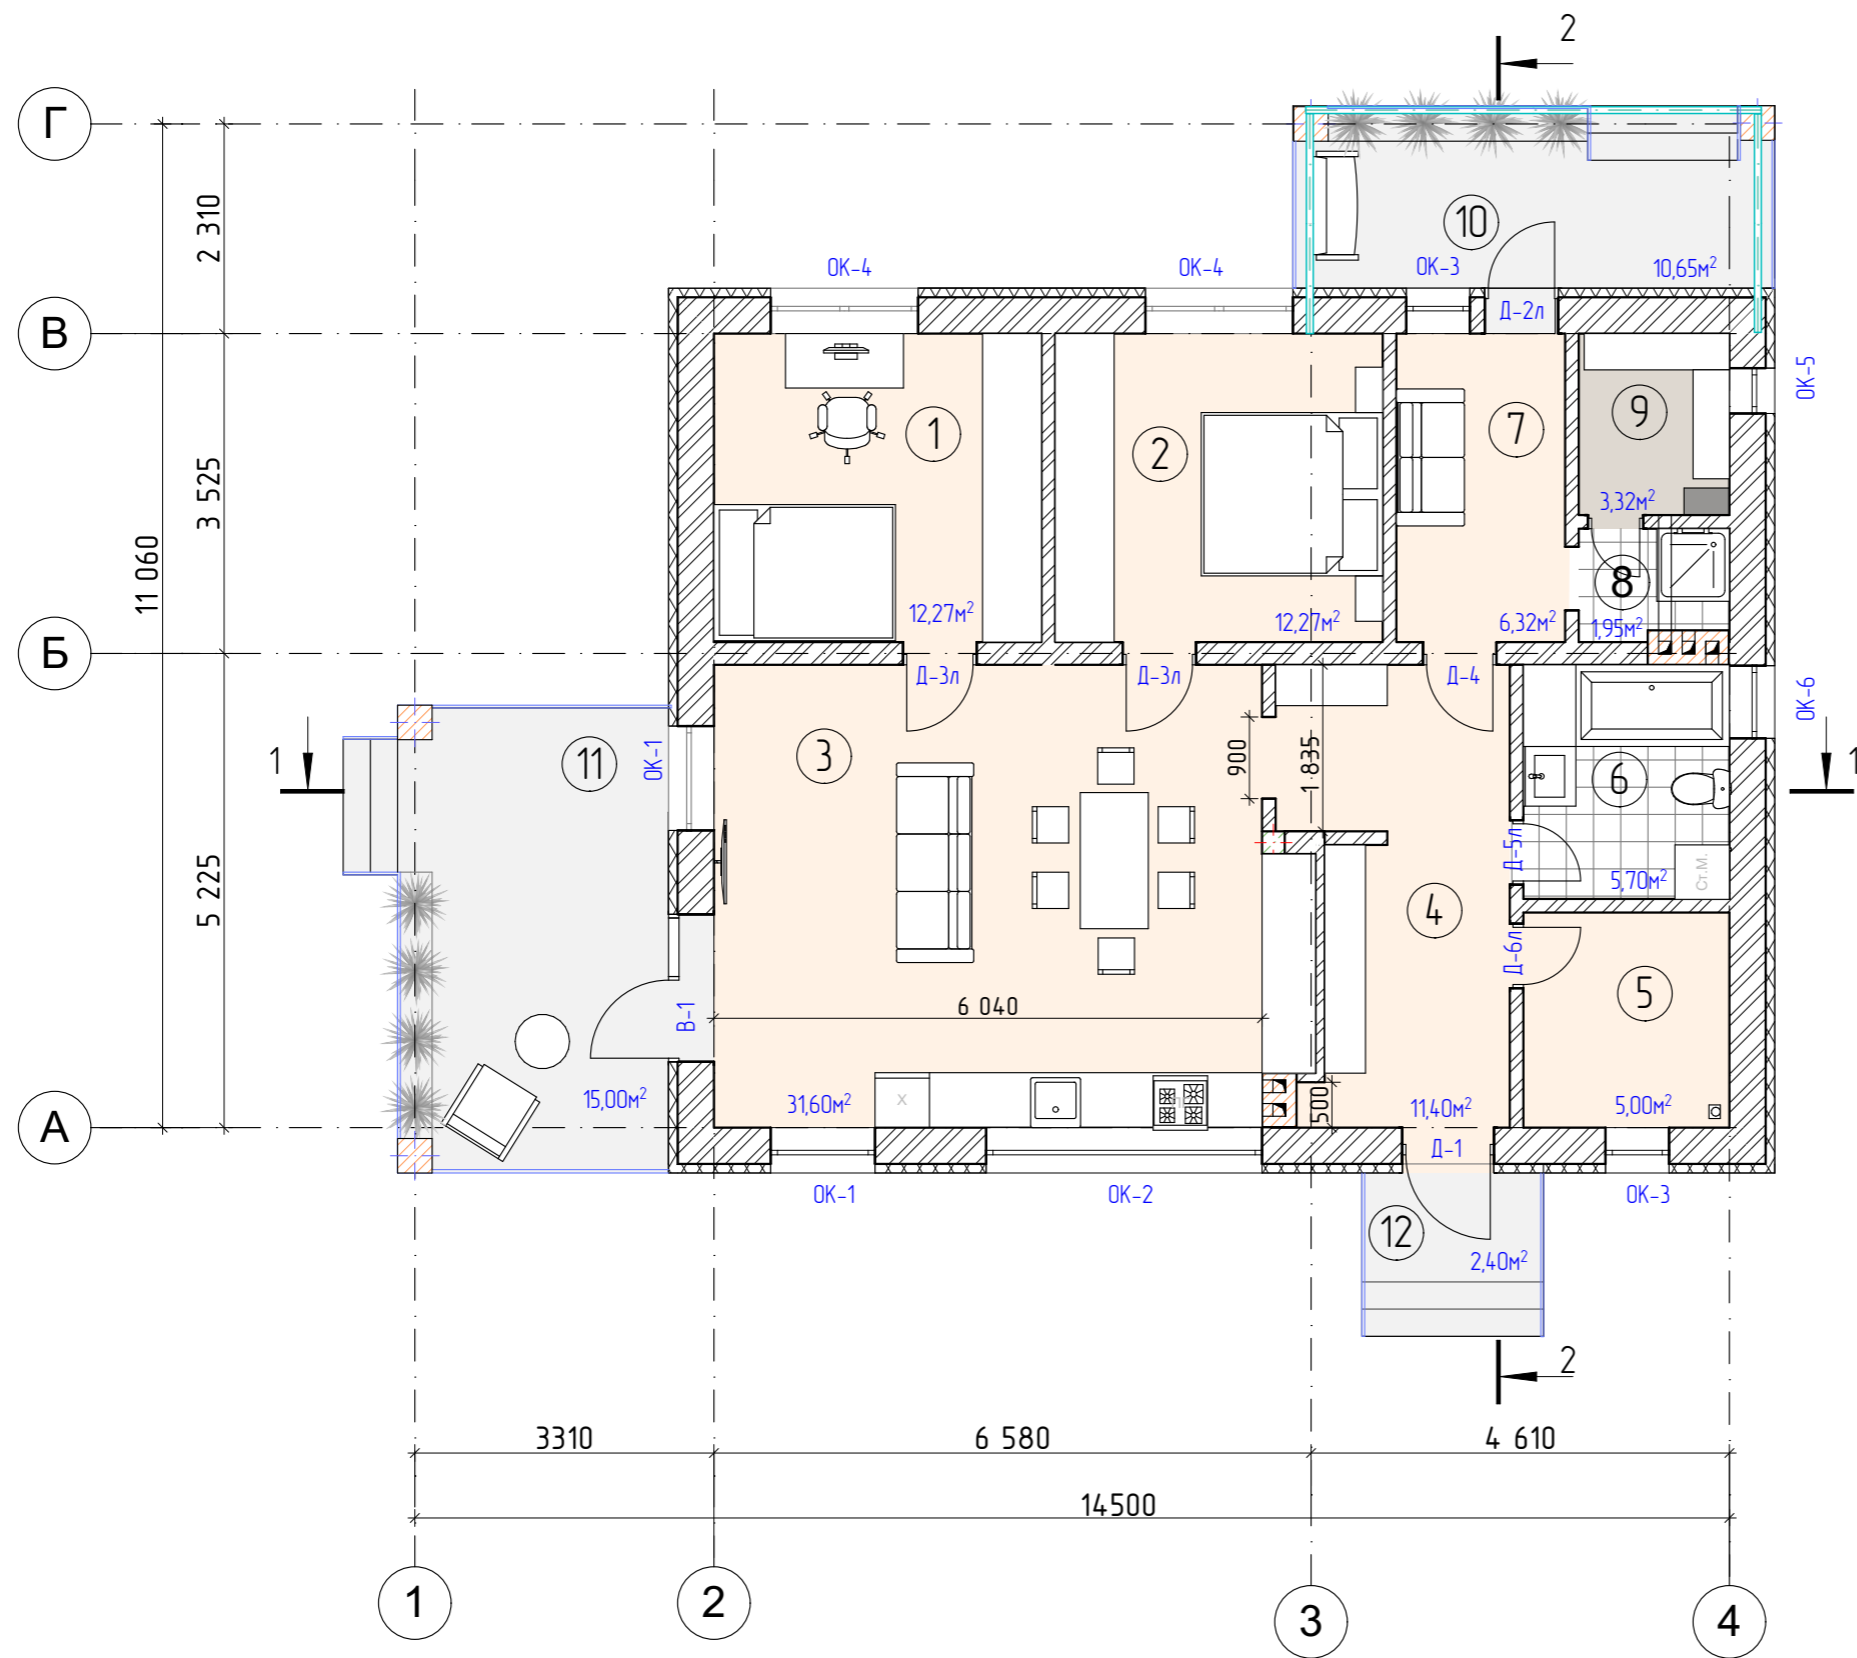 2
Г
2 310
10
ОК-4
ОК-4
ОК-3
10,65м²
Д-2л
В
ОК-5
3 525
1
2
7
9
3,32м²
11 060
8
12,27м²
12,27м²
6,32м²
1,95м²
Б
Д-3л
Д-3л
Д-4
ОК-6
1
11
ОК-1
3
900
1 835
6
1
Д-5л
5,70м²
Ст.М.
5 225
4
Д-6л
5
6 040
В-1
15,00м²
31,60м²
Х
500
11,40м²
5,00м²
А
Д-1
ОК-1
ОК-2
ОК-3
12
2,40м²
2
3310
6 580
4 610
14500
1
2
3
4